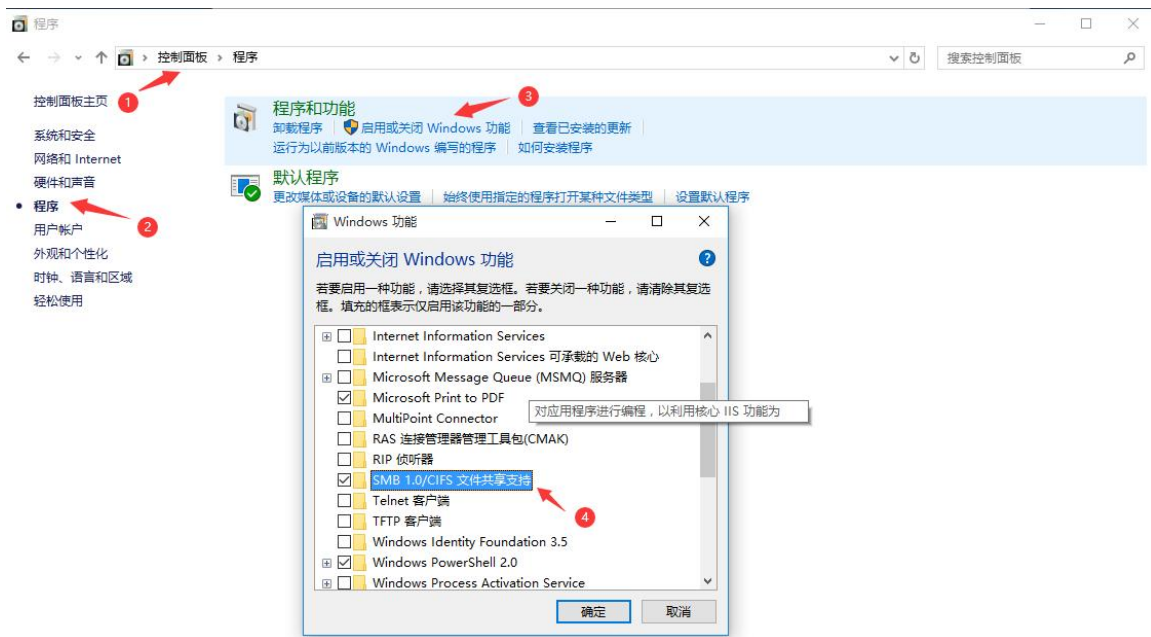 程序
控制面板 › 程序
搜索控制面板
控制面板主页
1
系统和安全
网络和 Internet
硬件和声音
程序
2
用户帐户
外观和个性化
时钟、语言和区域
轻松使用
3
程序和功能
卸载程序 启用或关闭 Windows 功能 查看已安装的更新
运行为以前版本的 Windows 编写的程序 如何安装程序
默认程序
更改媒体或设备的默认设置 始终使用指定的程序打开某种文件类型 设置默认程序
Windows 功能
启用或关闭 Windows 功能
若要启用一种功能，请选择其复选框。若要关闭一种功能，请清除其复选
框。填充的框表示仅启用该功能的一部分。
Internet Information Services
Internet Information Services 可承载的 Web 核心
Microsoft Message Queue (MSMQ) 服务器
Microsoft Print to PDF
对应用程序进行编程，以利用核心 IIS 功能为
MultiPoint Connector
RAS 连接管理器管理工具包(CMAK)
RIP 侦听器
SMB 1.0/CIFS 文件共享支持
4
Telnet 客户端
TFTP 客户端
Windows Identity Foundation 3.5
Windows PowerShell 2.0
Windows Process Activation Service
确定 取消